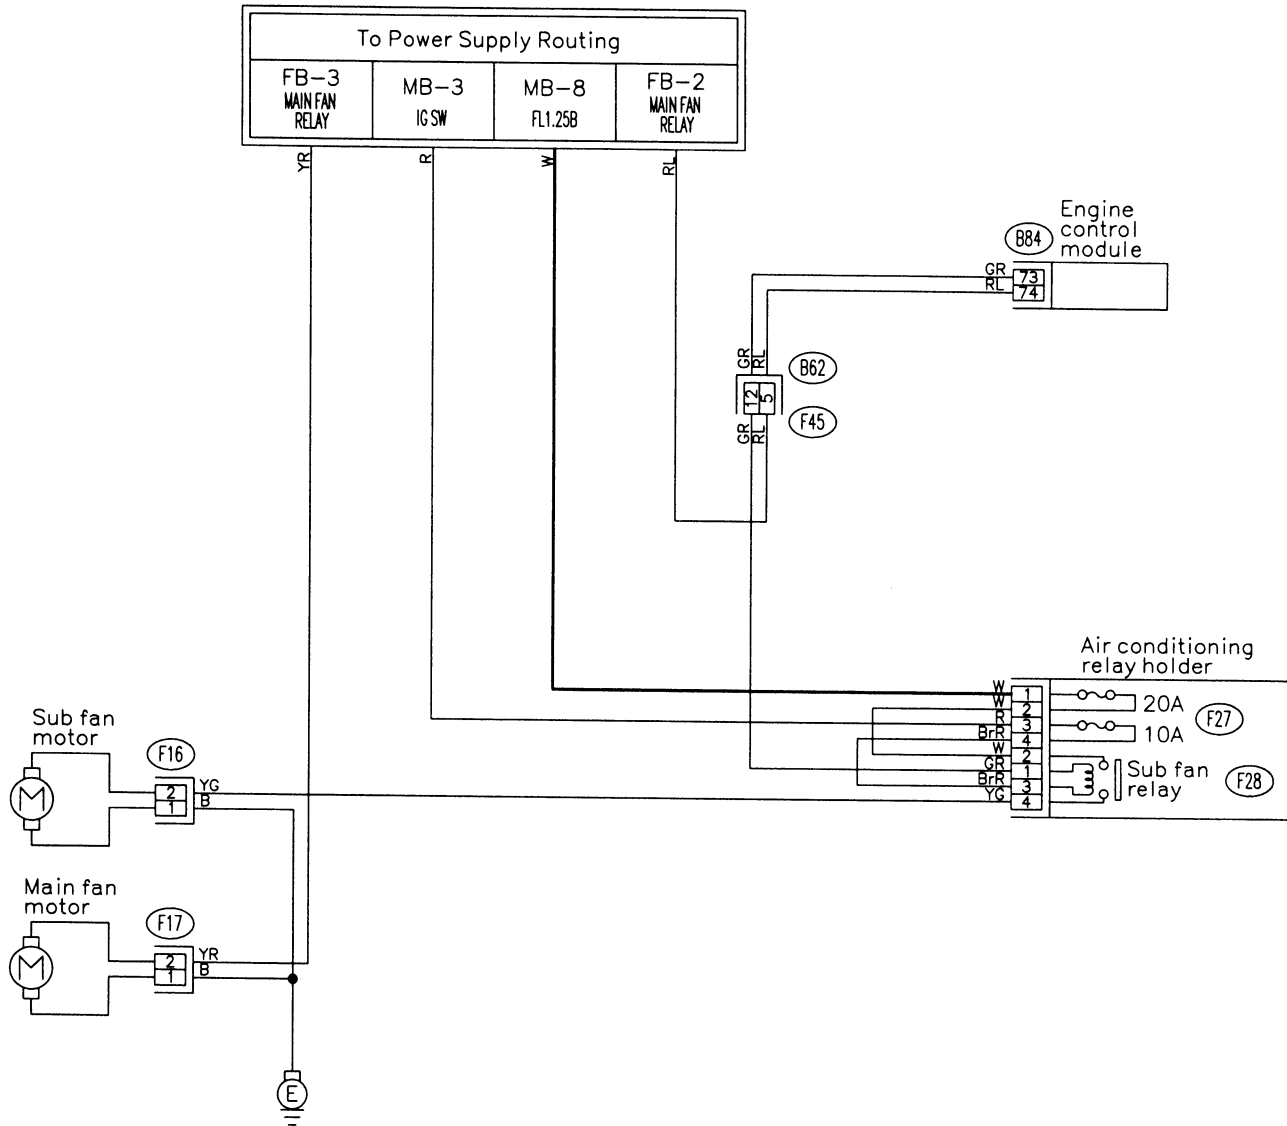 To Power Supply Routing
FB-3
MAIN FAN
RELAY
MB-3
IG SW
MB-8
FL1.25B
FB-2
MAIN FAN
RELAY
YR
R
W
RL
Engine
control
module
B84
GR
73
RL
74
GR
RL
B62
12
5
F45
GR
RL
Air conditioning
relay holder
W
1
W
2
20A
R
3
F27
BrR
4
10A
W
2
GR
1
Sub fan
relay
F28
BrR
3
YG
4
Sub fan
motor
F16
M
2
YG
1
B
Main fan
motor
F17
M
2
YR
1
B
E